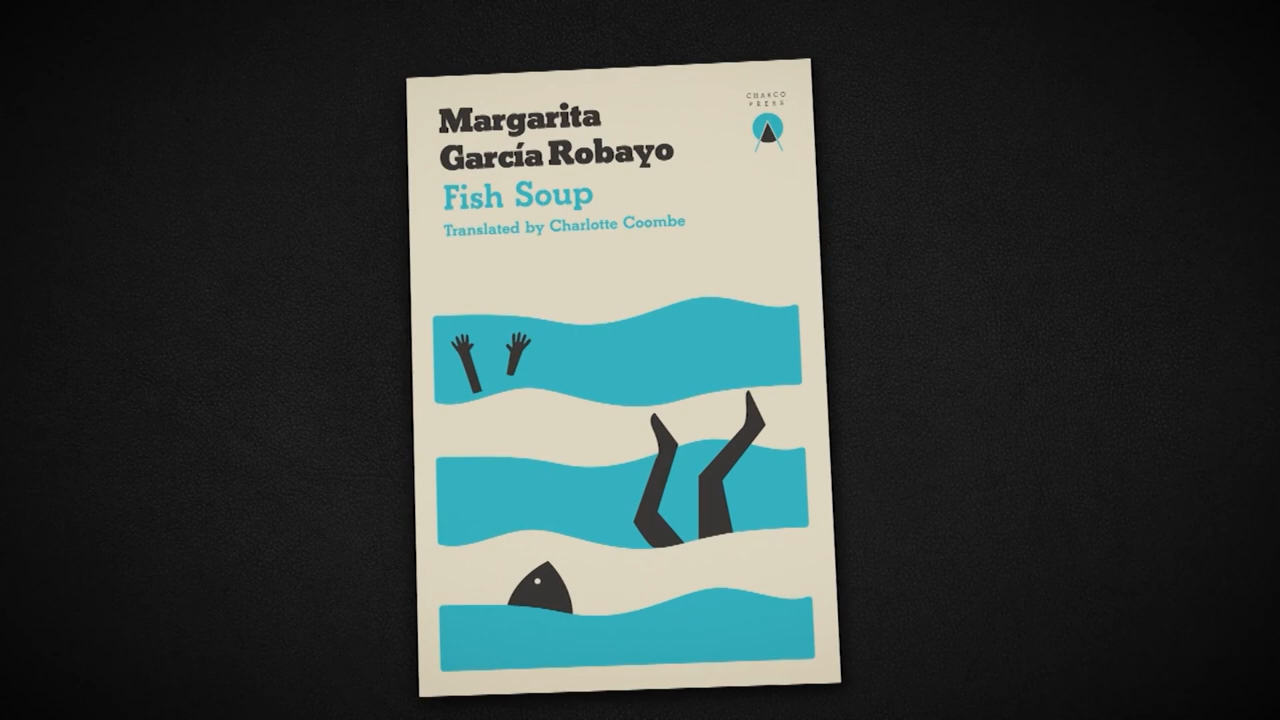 Margarita
García Robayo
Fish Soup
Translated by Charlotte Coombe
CHARCO
PRESS